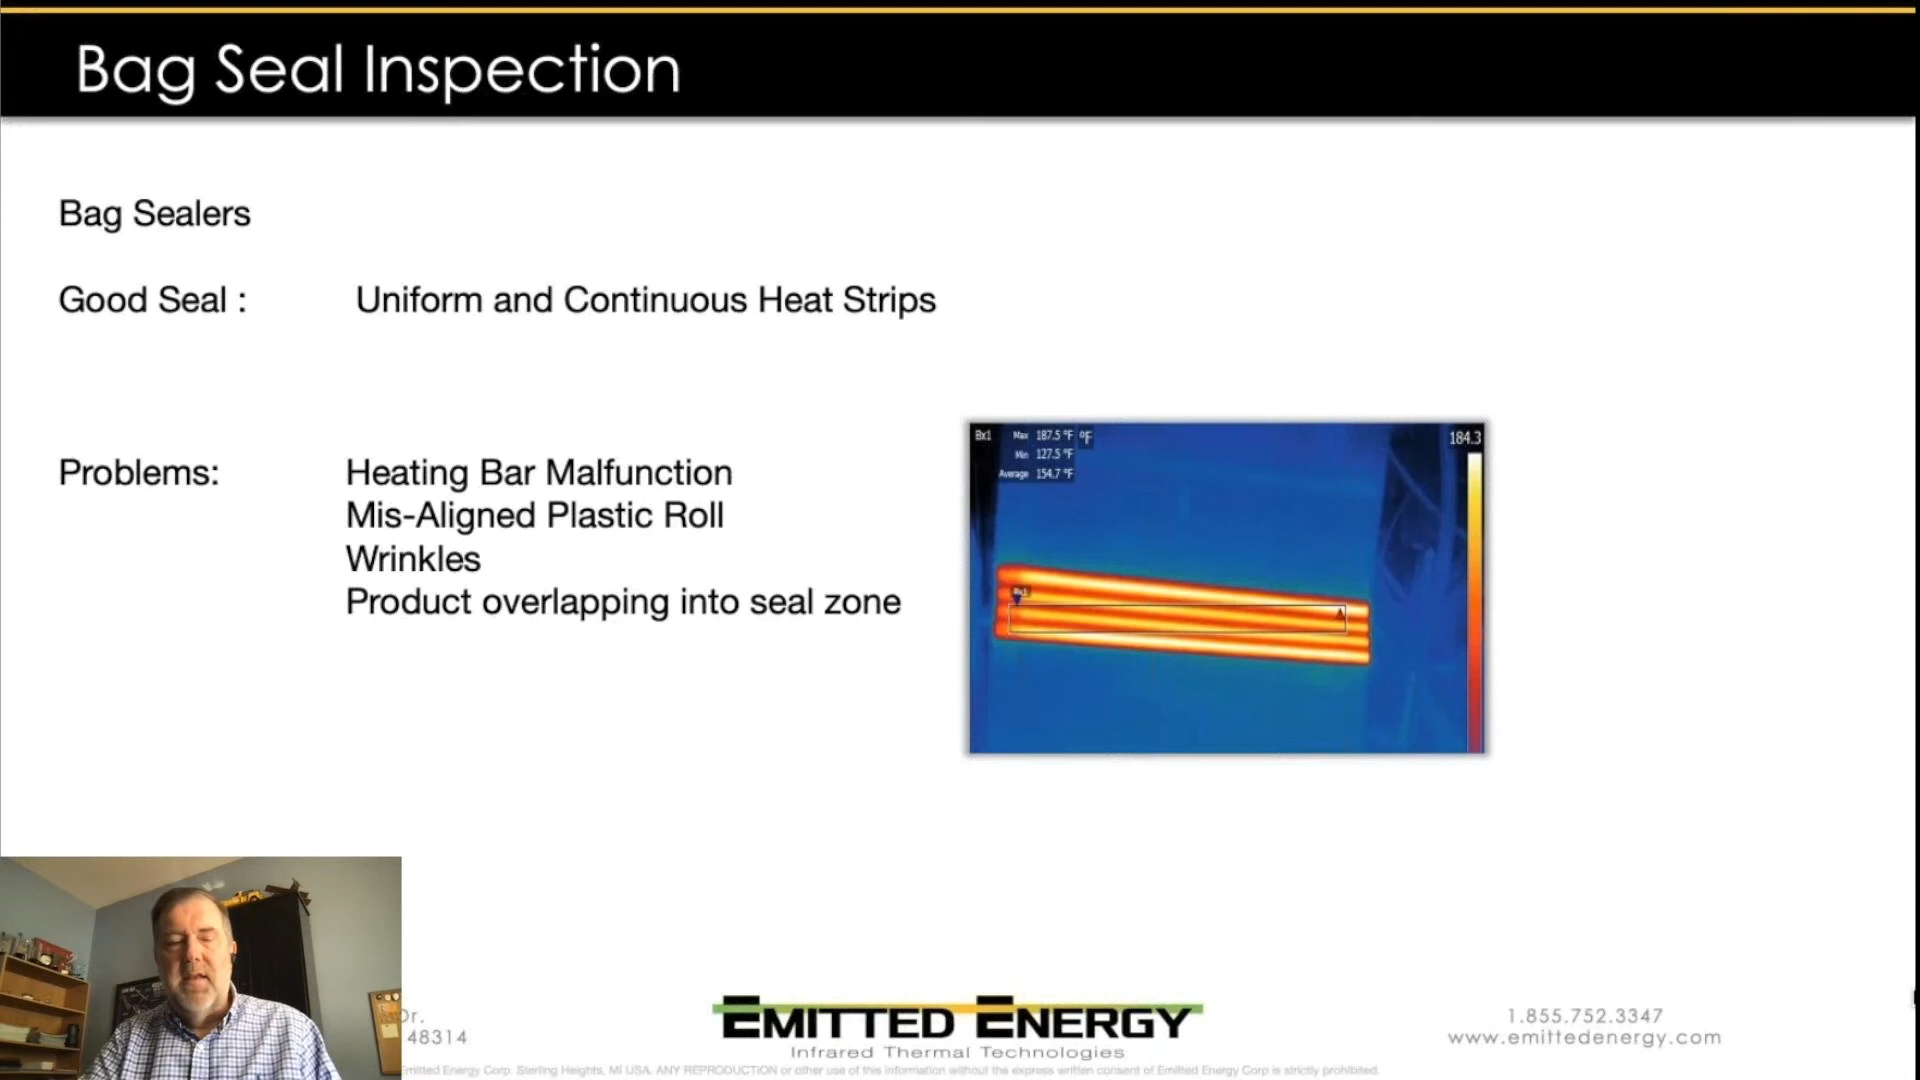 Bag Seal Inspection
Bag Sealers
Good Seal : Uniform and Continuous Heat Strips
Problems: Heating Bar Malfunction
Mis-Aligned Plastic Roll
Wrinkles
Product overlapping into seal zone
Bx1 Max 187.5 °F °F
Min 127.5 °F
Average 154.7 °F
184.3
Bx1
Dr.
48314
EMITTED ENERGY
Infrared Thermal Technologies
1.855.752.3347
www.emittedenergy.com
Emitted Energy Corp. Sterling Heights, MI USA. ANY REPRODUCTION or other use of this information without the express written consent of Emitted Energy Corp is strictly prohibited.